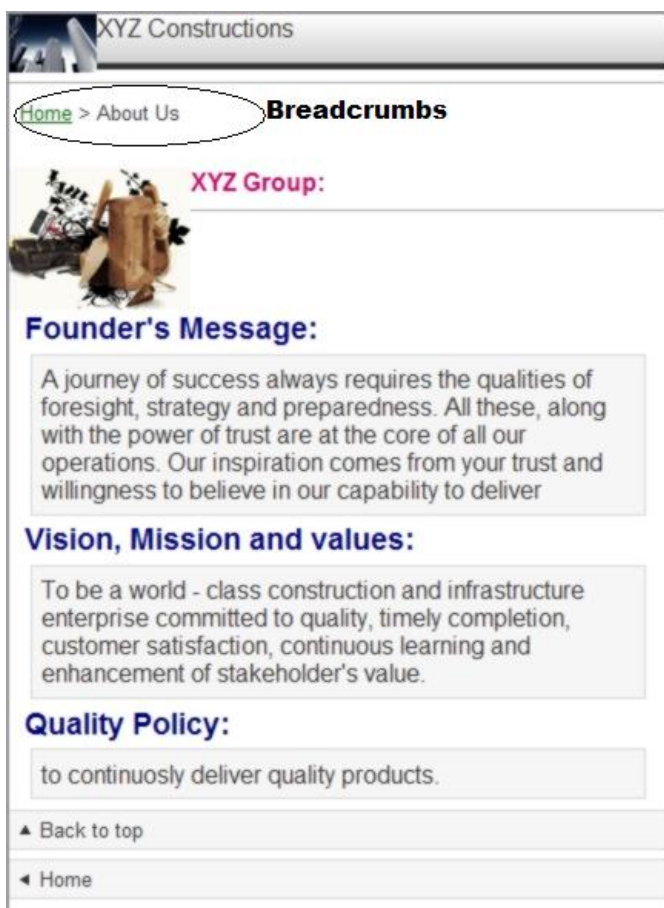 XYZ Constructions
Home > About Us
Breadcrumbs
XYZ Group:
Founder's Message:
A journey of success always requires the qualities of
foresight, strategy and preparedness. All these, along
with the power of trust are at the core of all our
operations. Our inspiration comes from your trust and
willingness to believe in our capability to deliver
Vision, Mission and values:
To be a world - class construction and infrastructure
enterprise committed to quality, timely completion,
customer satisfaction, continuous learning and
enhancement of stakeholder's value.
Quality Policy:
to continuosly deliver quality products.
Back to top
Home